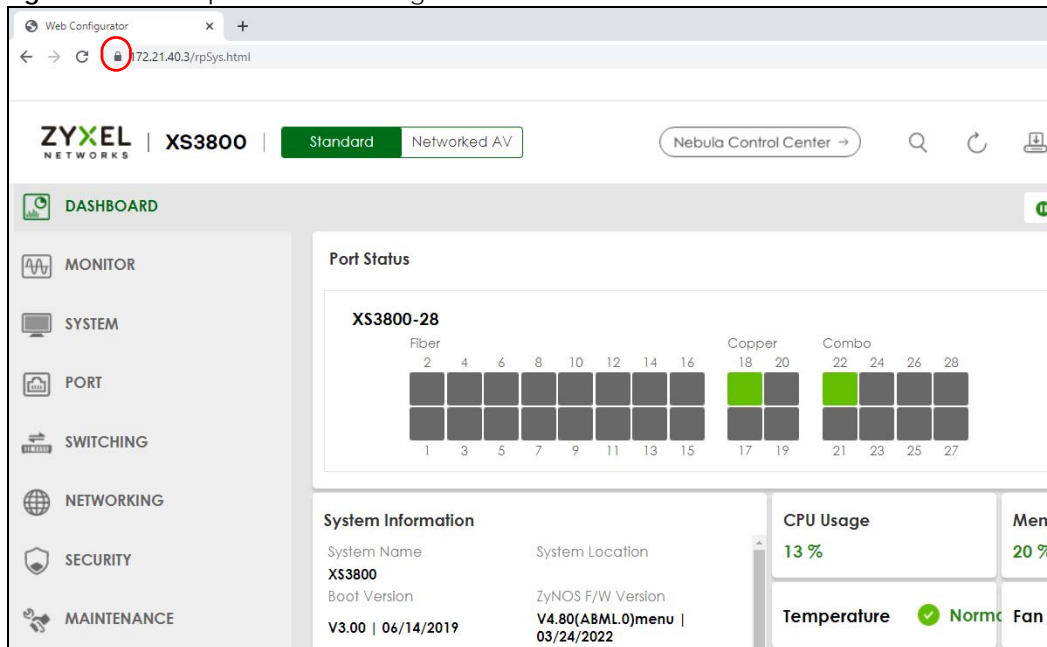 Web Configurator
172.21.40.3/rpSys.html
ZYXEL NETWORKS | XS3800 | Standard Networked AV Nebula Control Center →
DASHBOARD
MONITOR
SYSTEM
PORT
SWITCHING
NETWORKING
SECURITY
MAINTENANCE
Port Status
XS3800-28
Fiber Copper Combo
2 4 6 8 10 12 14 16 18 20 22 24 26 28
1 3 5 7 9 11 13 15 17 19 21 23 25 27
System Information
System Name System Location
XS3800
Boot Version ZyNOS F/W Version
V3.00 | 06/14/2019 V4.80(ABML.0)menu |
03/24/2022
CPU Usage
13 %
20 %
Temperature
Fan